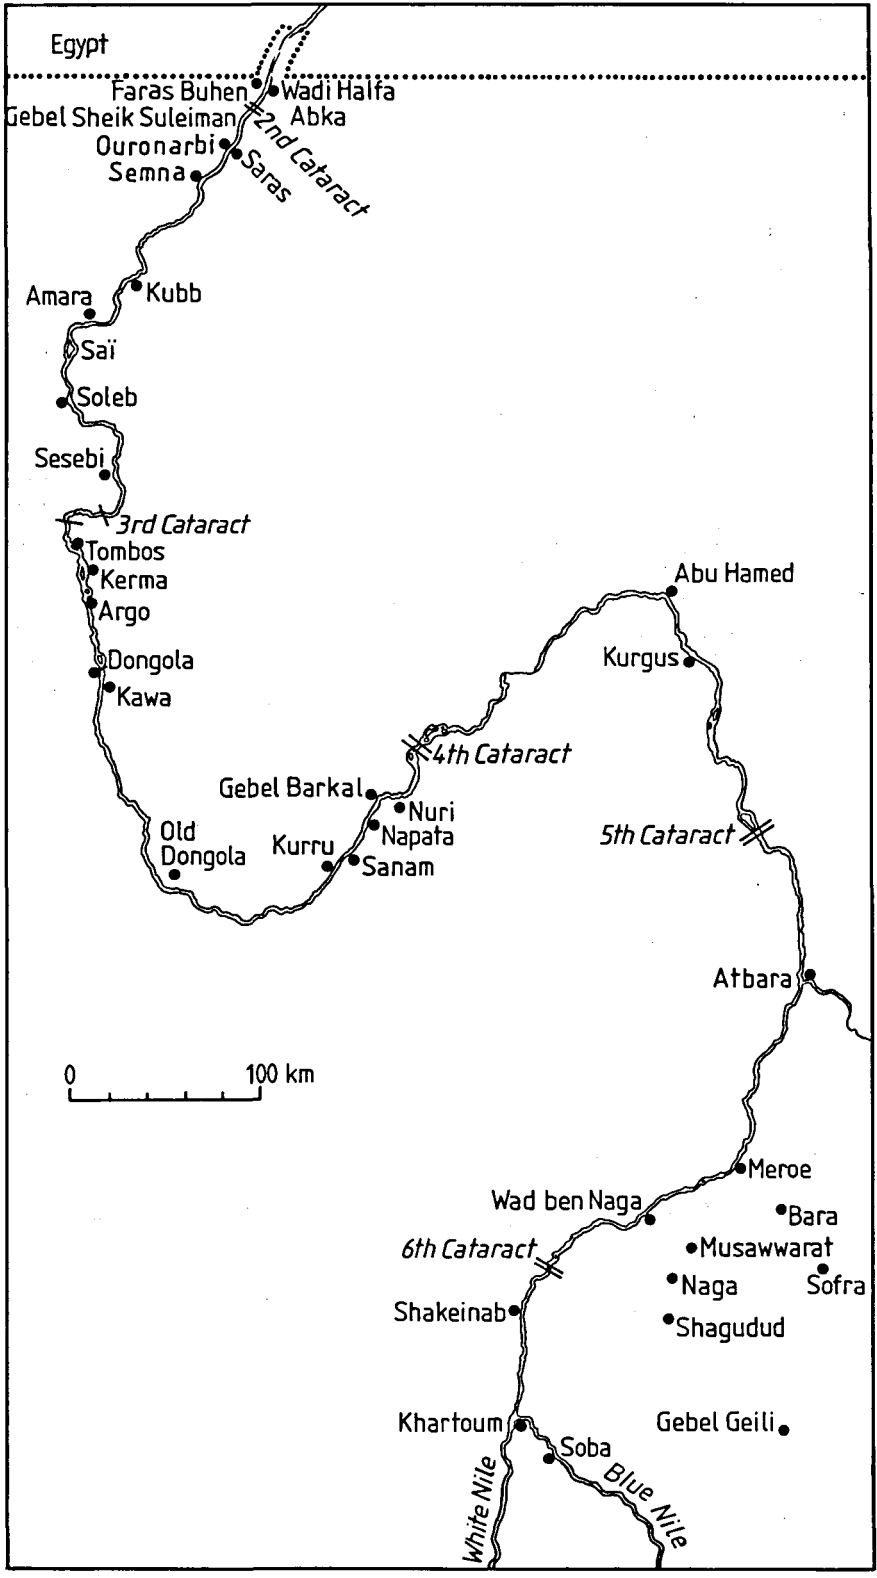 Egypt
Faras Buhen
Wadi Halfa
Gebel Sheik Suleiman
Abka
2nd Cataract
Ouronarbi
Saras
Semna
Kubb
Amara
Saï
Soleb
Sesebi
3rd Cataract
Tombos
Kerma
Argo
Dongola
Kawa
Abu Hamed
Kurgus
4th Cataract
Gebel Barkal
Nuri
Napata
Old
Dongola
Kurru
Sanam
5th Cataract
Atbara
0 100 km
Meroe
Wad ben Naga
Bara
6th Cataract
Musawwarat
Naga
Sofra
Shakeinab
Shagudud
Khartoum
Gebel Geili
Soba
White Nile
Blue Nile